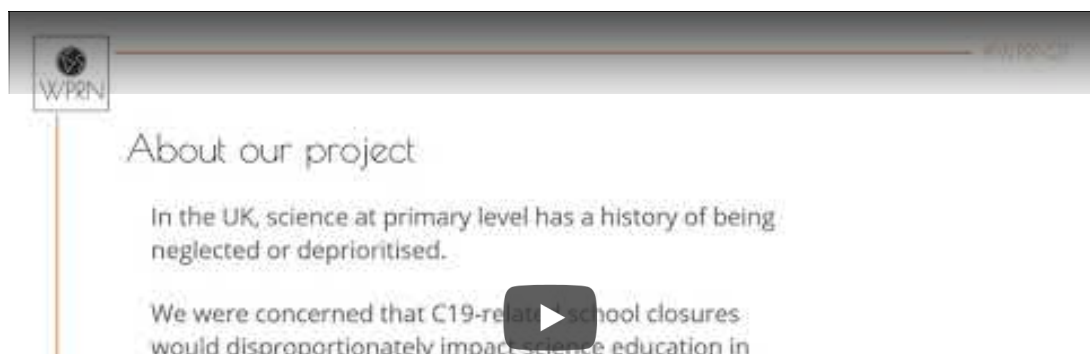 WPRN
About our project
In the UK, science at primary level has a history of being
neglected or deprioritised.
We were concerned that C19-related school closures
would disproportionately impact science education in